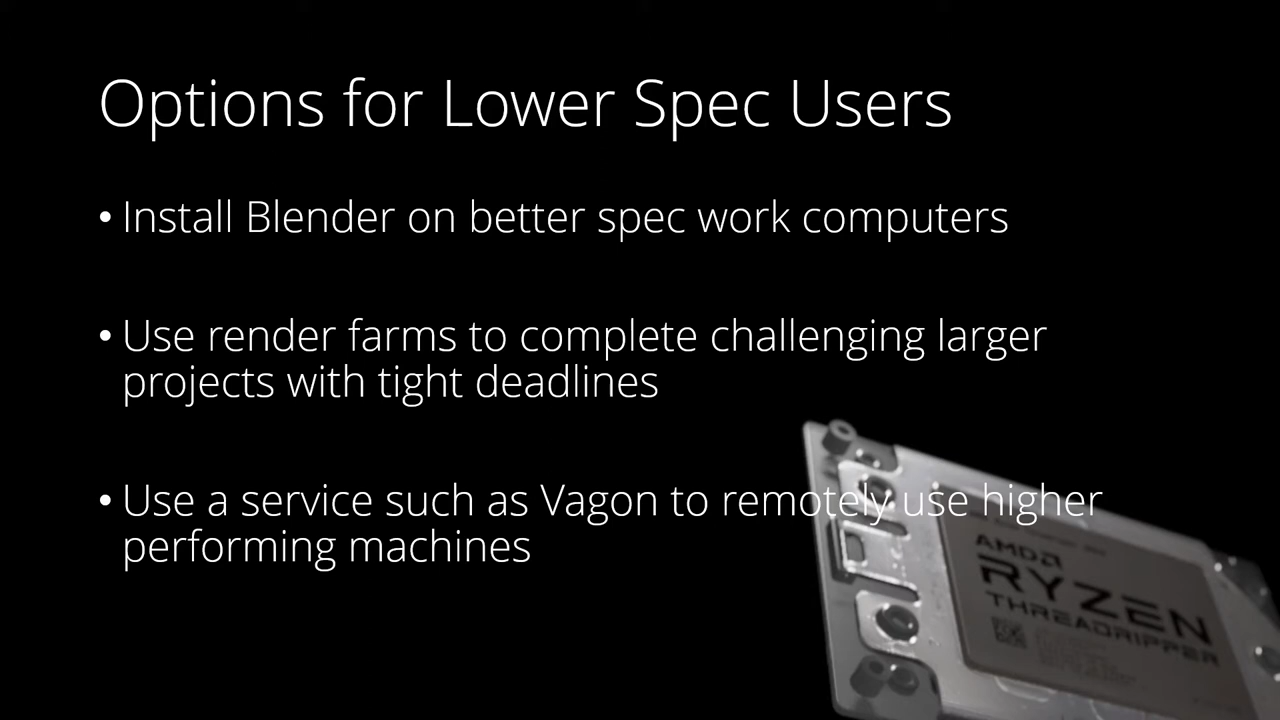 Options for Lower Spec Users
• Install Blender on better spec work computers
• Use render farms to complete challenging larger
projects with tight deadlines
• Use a service such as Vagon to remotely use higher
performing machines
AMD
RYZEN
THREADRIPPER